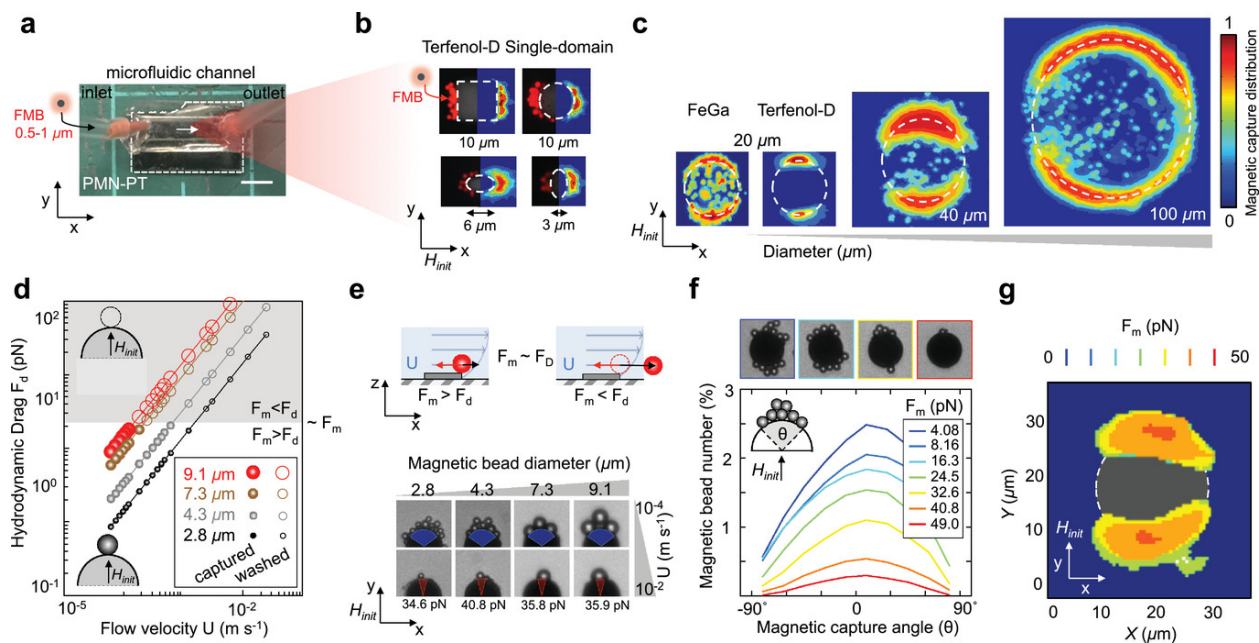 a
microfluidic channel
inlet
outlet
FMB
0.5-1 µm
PMN-PT
y
x
b
Terfenol-D Single-domain
FMB
10 µm
10 µm
6 µm
3 µm
y
H_init
x
c
FeGa
Terfenol-D
20 µm
40 µm
100 µm
y
H_init
x
Diameter (µm)
1
0
Magnetic capture distribution
d
Hydrodynamic Drag F_d (pN)
10²
10¹
10⁰
10⁻¹
10⁻⁵
10⁻²
10⁻¹
Flow velocity U (m s⁻¹)
H_init
F_m<F_d
F_m>F_d
~ F_m
9.1 µm
7.3 µm
4.3 µm
2.8 µm
captured
washed
H_init
e
U
F_m ~ F_D
U
F_m > F_d
F_m < F_d
z
x
Magnetic bead diameter (µm)
2.8
4.3
7.3
9.1
10⁻⁴
U (m s⁻¹)
10⁻²
34.6 pN
40.8 pN
35.8 pN
35.9 pN
y
H_init
x
f
Magnetic bead number (%)
3
2
1
0
θ
H_init
F_m (pN)
4.08
8.16
16.3
24.5
32.6
40.8
49.0
-90°
0
90°
Magnetic capture angle (θ)
g
F_m (pN)
0
50
Y (µm)
30
20
10
0
H_init
y
x
0
10
20
30
X (µm)